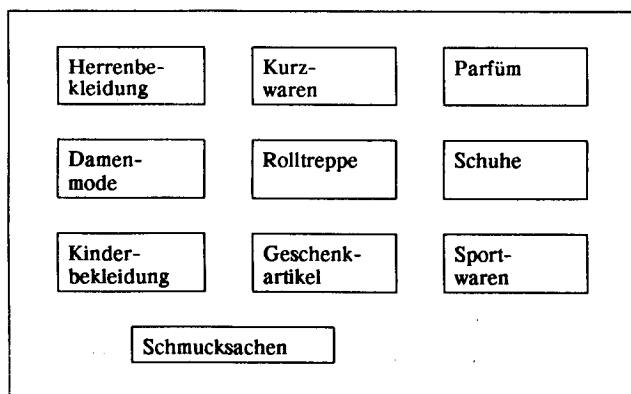 Herrenbe-
kleidung
Kurz-
waren
Parfüm
Damen-
mode
Rolltreppe
Schuhe
Kinder-
bekleidung
Geschenk-
artikel
Sport-
waren
Schmucksachen